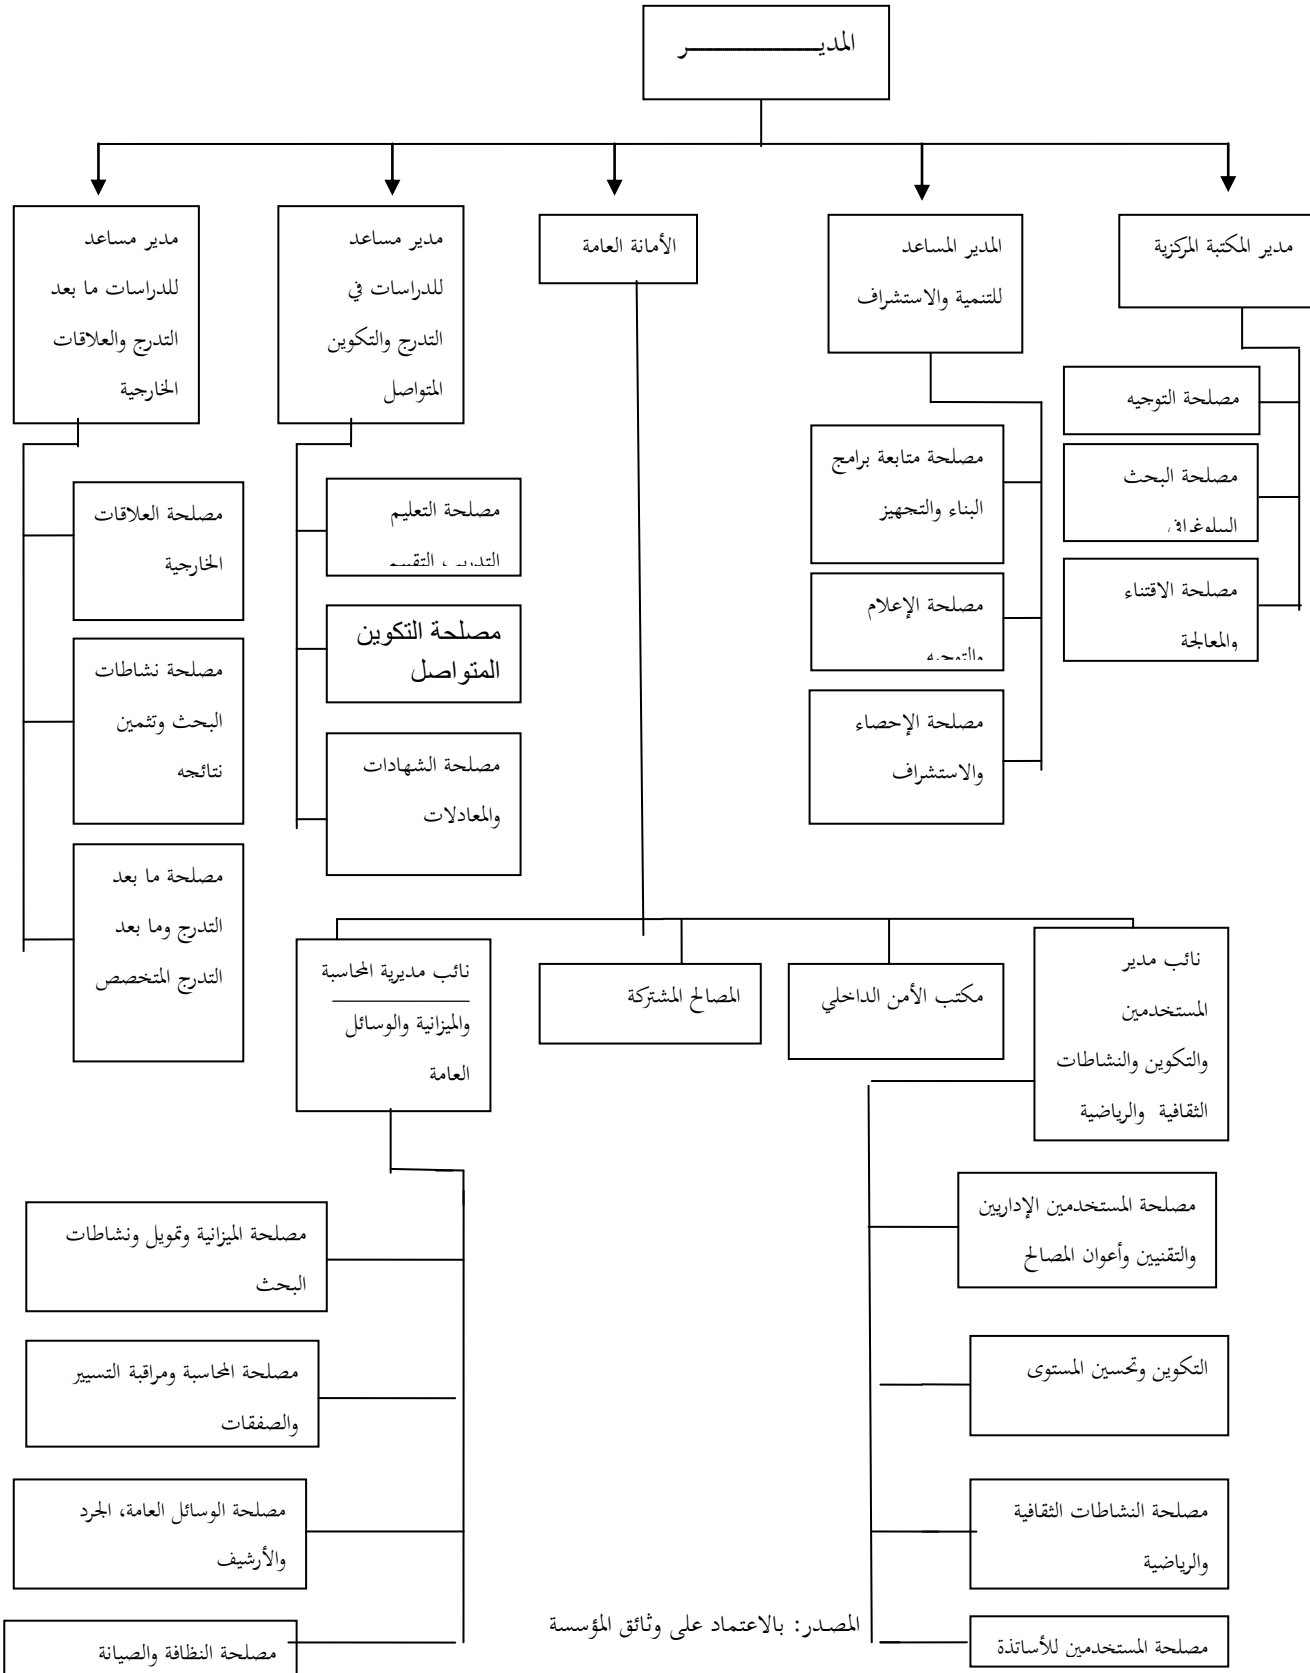 المديـــــــــــــــر
مدير المكتبة المركزية
المدير المساعد
للتنمية والاستشراف
الأمانة العامة
مدير مساعد
للدراسات في
التدرج والتكوين
المتواصل
مدير مساعد
للدراسات ما بعد
التدرج والعلاقات
الخارجية
مصلحة التوجيه
مصلحة البحث
الببلوغرافي
مصلحة الاقتناء
والمعالجة
مصلحة متابعة برامج
البناء والتجهيز
مصلحة الإعلام
والتوجيه
مصلحة الإحصاء
والاستشراف
مصلحة التعليم
التدريب، التقييم
مصلحة التكوين
المتواصل
مصلحة الشهادات
والمعادلات
مصلحة العلاقات
الخارجية
مصلحة نشاطات
البحث وتثمين
نتائجه
مصلحة ما بعد
التدرج وما بعد
التدرج المتخصص
نائب مدير
المستخدمين
والتكوين والنشاطات
الثقافية والرياضية
مكتب الأمن الداخلي
المصالح المشتركة
نائب مديرية المحاسبة
والميزانية والوسائل
العامة
مصلحة المستخدمين الإداريين
والتقنيين وأعوان المصالح
التكوين وتحسين المستوى
مصلحة النشاطات الثقافية
والرياضية
مصلحة المستخدمين للأساتذة
مصلحة الميزانية وتمويل ونشاطات
البحث
مصلحة المحاسبة ومراقبة التسيير
والصفقات
مصلحة الوسائل العامة، الجرد
والأرشيف
مصلحة النظافة والصيانة
المصدر: بالاعتماد على وثائق المؤسسة